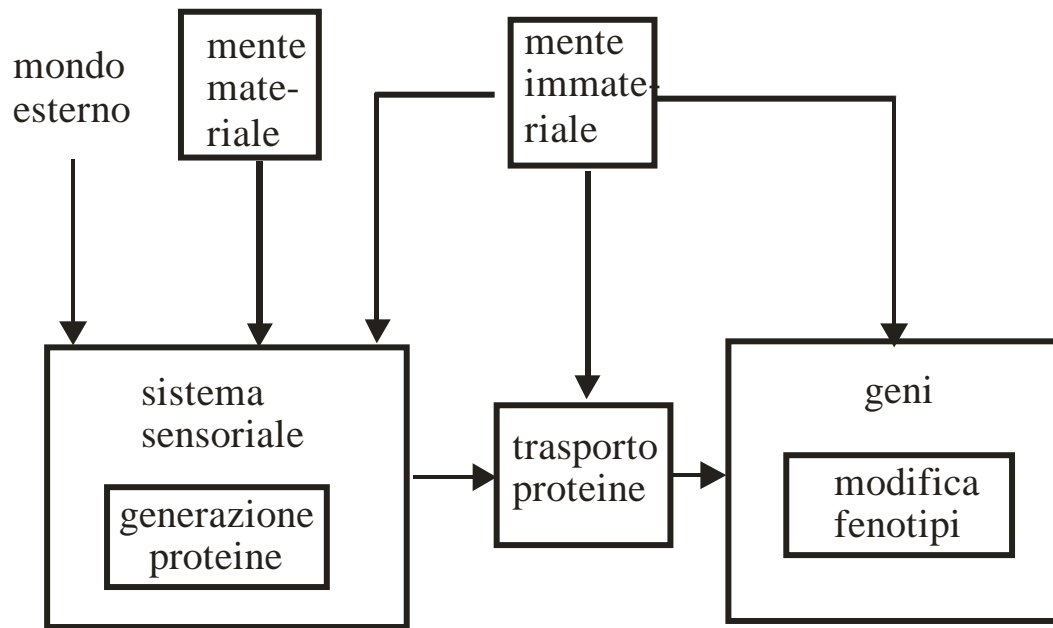 mondo
esterno
mente
mate-
riale
mente
immate-
riale
sistema
sensoriale
generazione
proteine
trasporto
proteine
geni
modifica
fenotipi